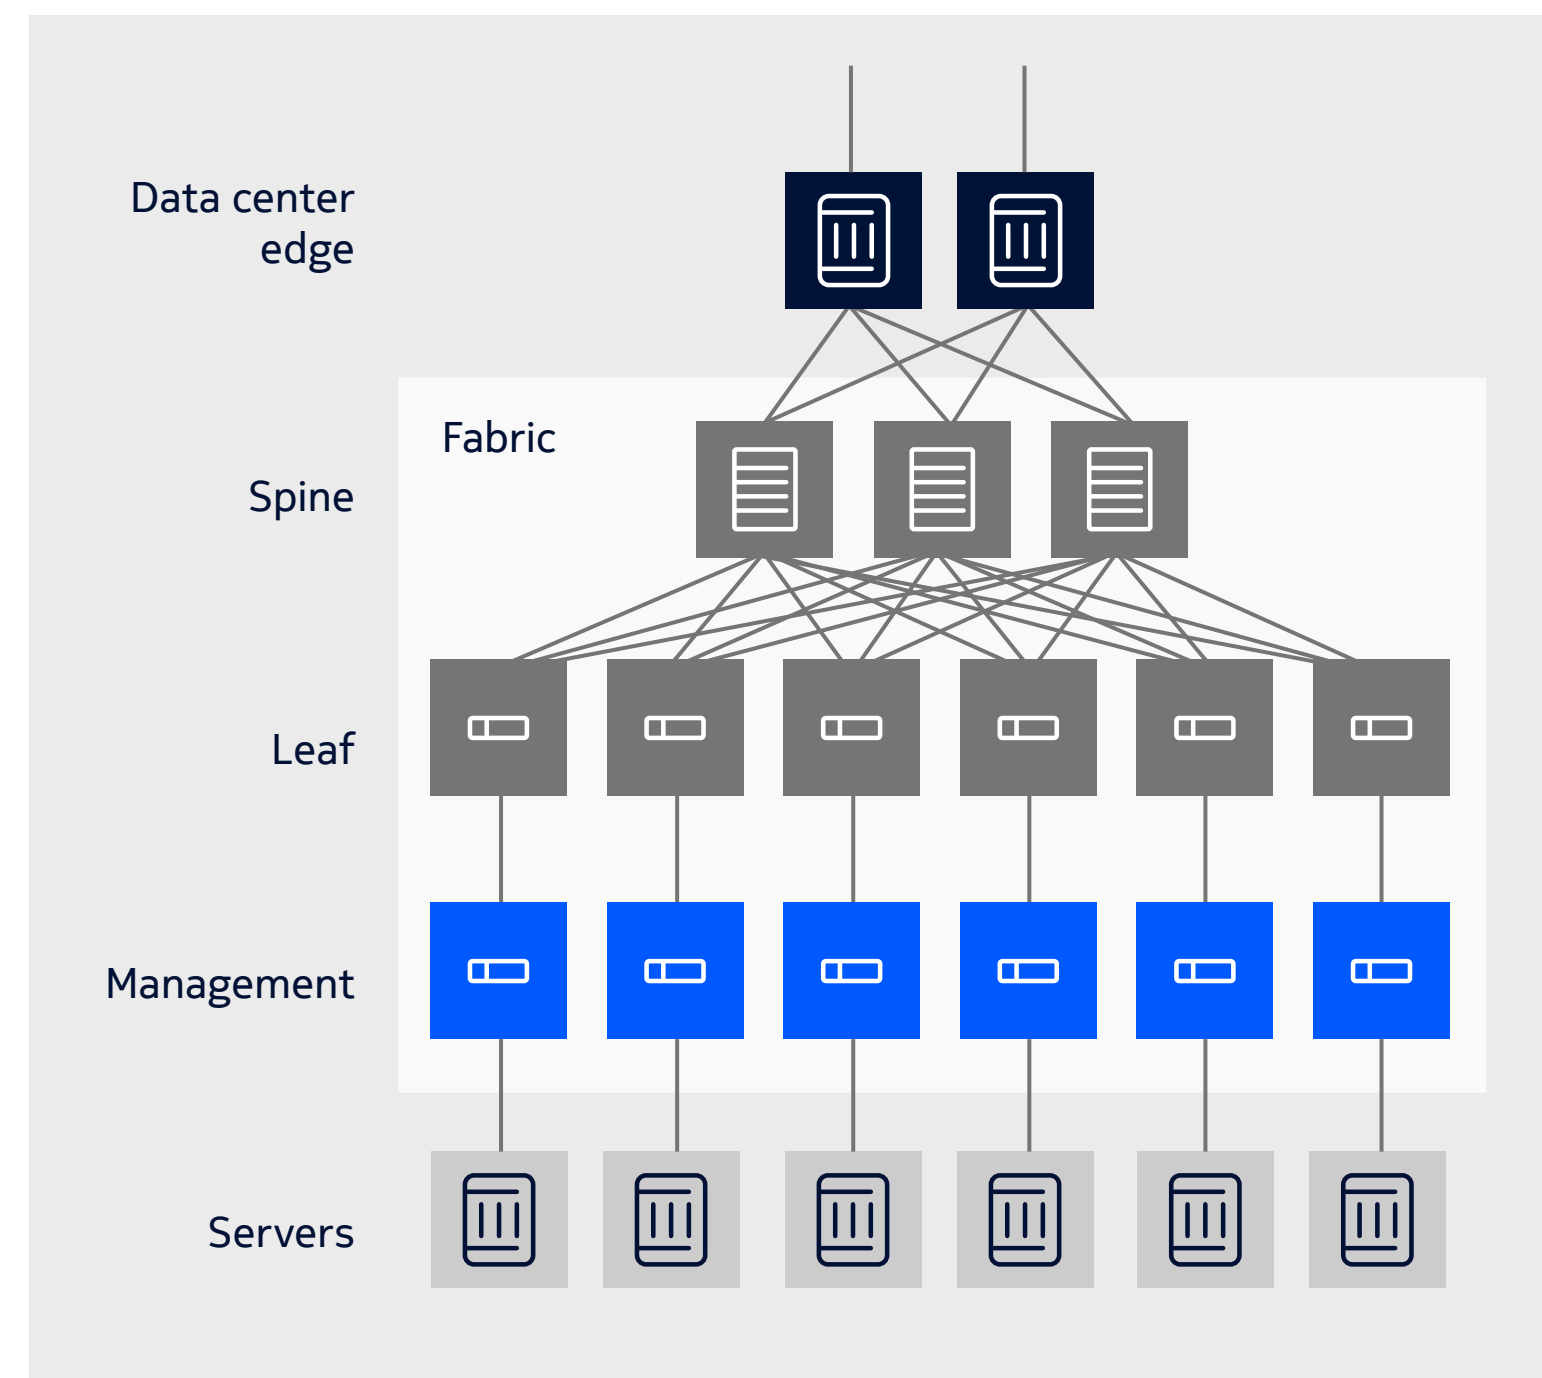 Data center
edge
Fabric
Spine
Leaf
Management
Servers